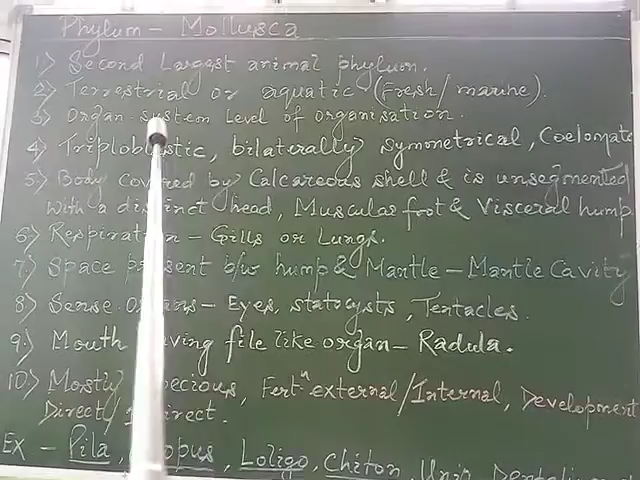 Phylum - Mollusca
1) Second Largest animal phylum.
2) Terrestrial or aquatic (Fresh/marine).
3) Organ-system Level of organisation.
4) Triploblastic, bilaterally symmetrical, Coelomate
5) Body covered by Calcareous shell & is unsegmented
with a distinct head, Muscular foot & Visceral hump
6) Respiration - Gills or Lungs.
7) Space present b/w hump & Mantle - Mantle Cavity
8) Sense Organs - Eyes, statocysts, Tentacles.
9) Mouth having file like organ - Radula.
10) Mostly Fertⁿ external/Internal, Development
Direct/Indirect.
Ex - Pila, Loligo, Chiton,